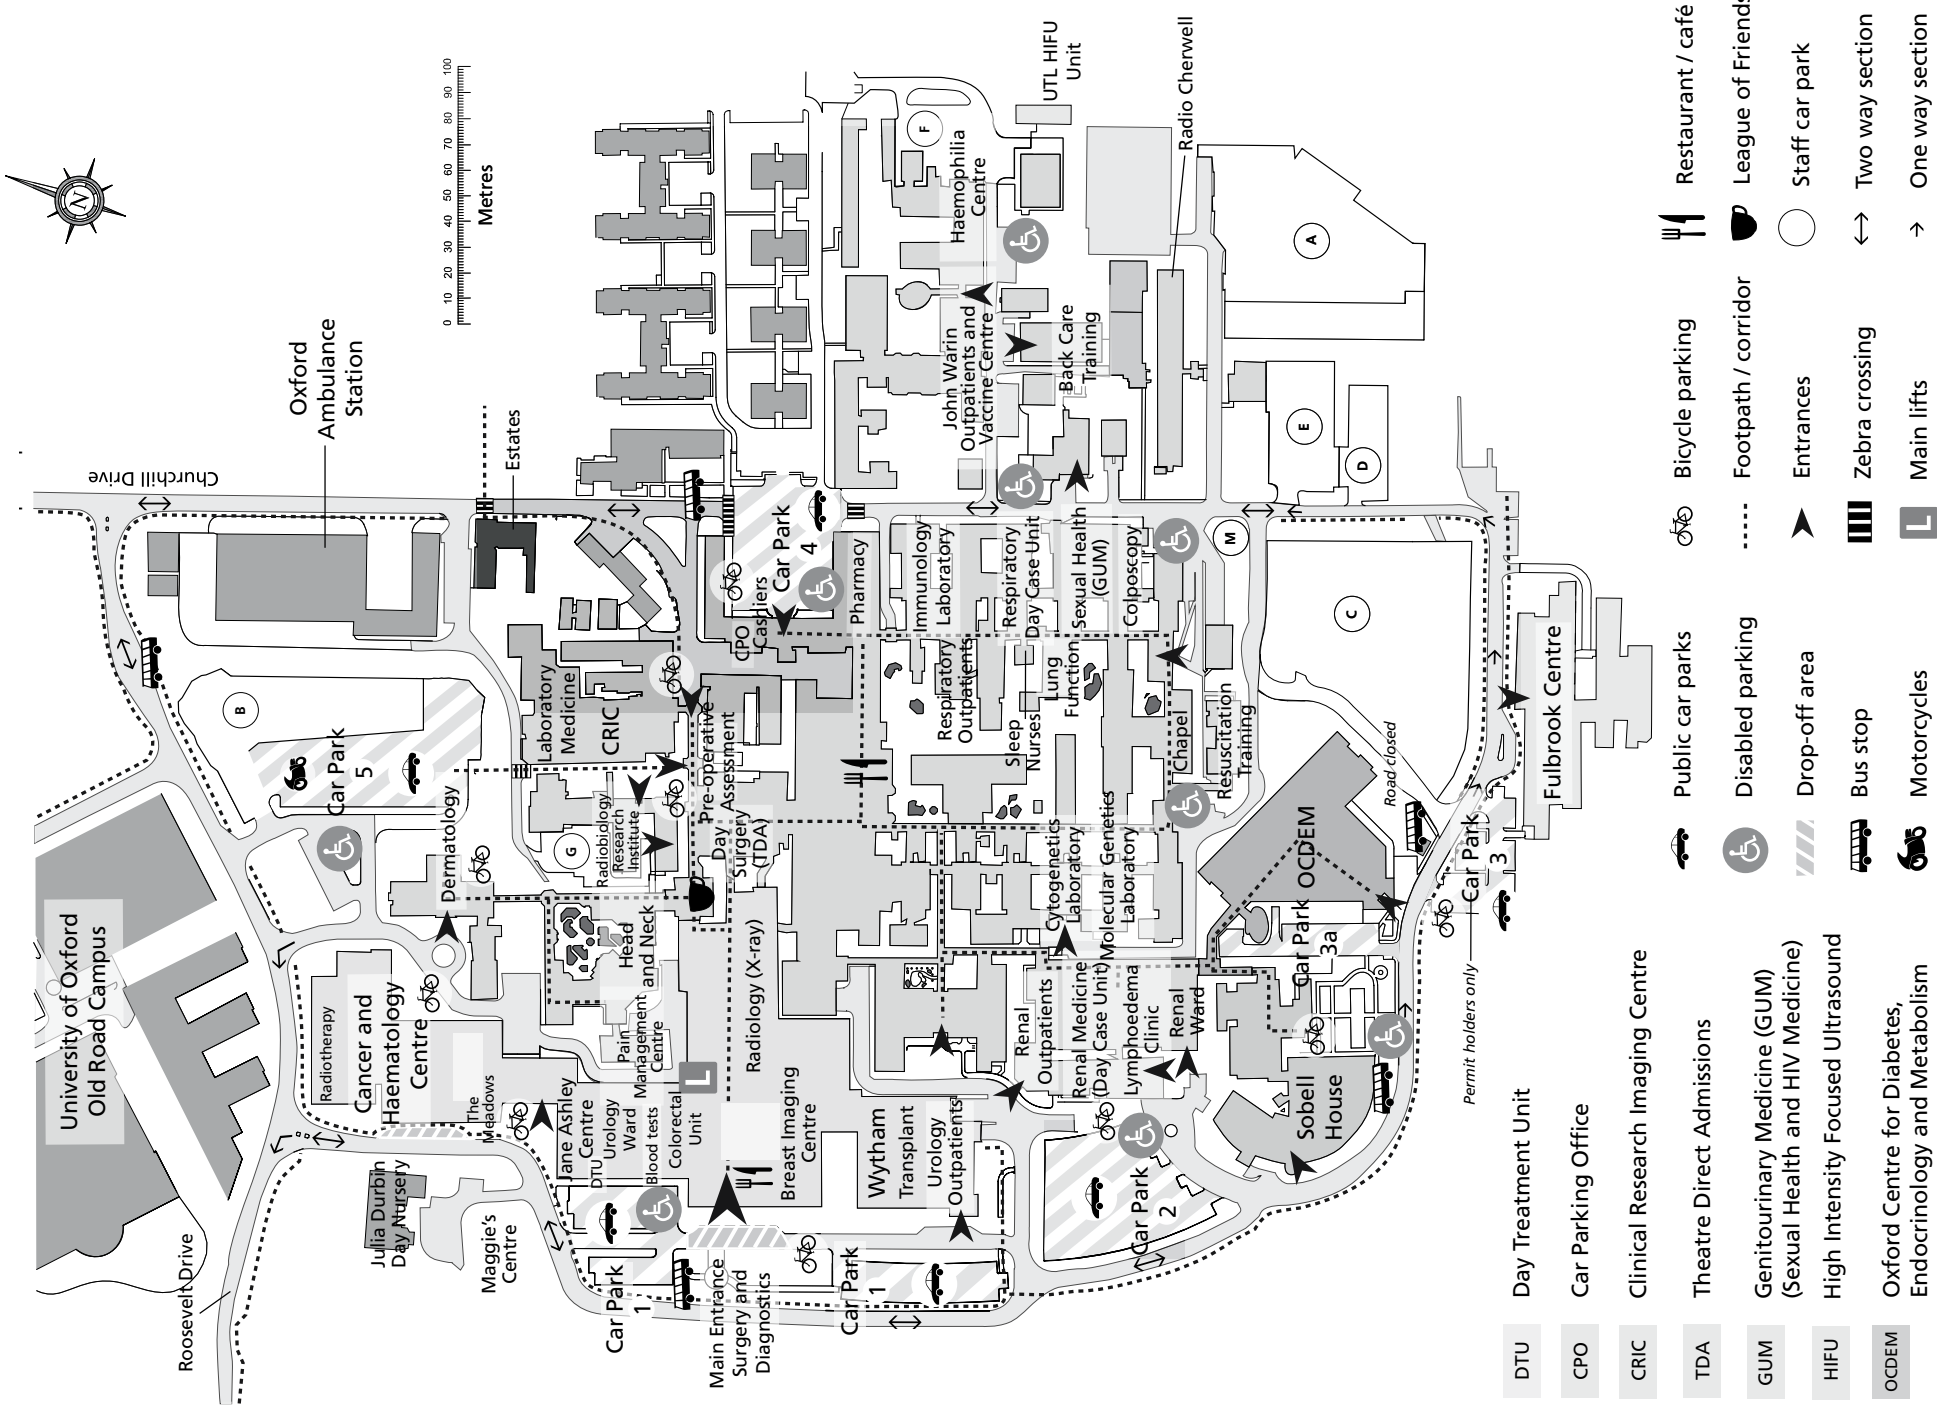 University of Oxford
Old Road Campus
Roosevelt Drive
Churchill Drive
Oxford
Ambulance
Station
Estates
N
0 10 20 30 40 50 60 70 80 90 100
Metres
B
Car Park
5
Dermatology
Radiotherapy
Cancer and
Haematology
Centre
The
Meadows
Julia Durbin
Day Nursery
Maggie's
Centre
Laboratory
Medicine
CRIC
G
Radiobiology
Research
Institute
Head
and Neck
Pain
Management
Centre
Jane Ashley
Centre
DTU
Urology
Ward
Blood tests
Colorectal
Unit
L
Car Park
1
Main Entrance
Surgery and
Diagnostics
Car Park
1
Radiology (X-ray)
Breast Imaging
Centre
Pre-operative
Assessment
Day
Surgery
(TDA)
CPO
Cashiers
Car Park
4
Pharmacy
Immunology
Laboratory
Respiratory
Day Case Unit
Sexual Health
(GUM)
Colposcopy
Respiratory
Outpatients
Sleep
Nurses
Lung
Function
Chapel
Resuscitation
Training
Cytogenetics
Laboratory
Molecular Genetics
Laboratory
Wytham
Transplant
Urology
Outpatients
Renal
Outpatients
Renal Medicine
(Day Case Unit)
Lymphoedema
Clinic
Renal
Ward
Car Park
2
Sobell
House
Car Park
3a
OCDEM
Car Park
3
Road closed
Permit holders only
Fulbrook Centre
John Warin
Outpatients and
Vaccine Centre
Haemophilia
Centre
Back Care
Training
UTL HIFU
Unit
Radio Cherwell
F
A
E
D
M
C
DTU
Day Treatment Unit
CPO
Car Parking Office
CRIC
Clinical Research Imaging Centre
TDA
Theatre Direct Admissions
GUM
Genitourinary Medicine (GUM)
(Sexual Health and HIV Medicine)
HIFU
High Intensity Focused Ultrasound
OCDEM
Oxford Centre for Diabetes,
Endocrinology and Metabolism
Public car parks
Disabled parking
Drop-off area
Bus stop
Motorcycles
Bicycle parking
Footpath / corridor
Entrances
Zebra crossing
L
Main lifts
Restaurant / café
League of Friends
Staff car park
Two way section
One way section